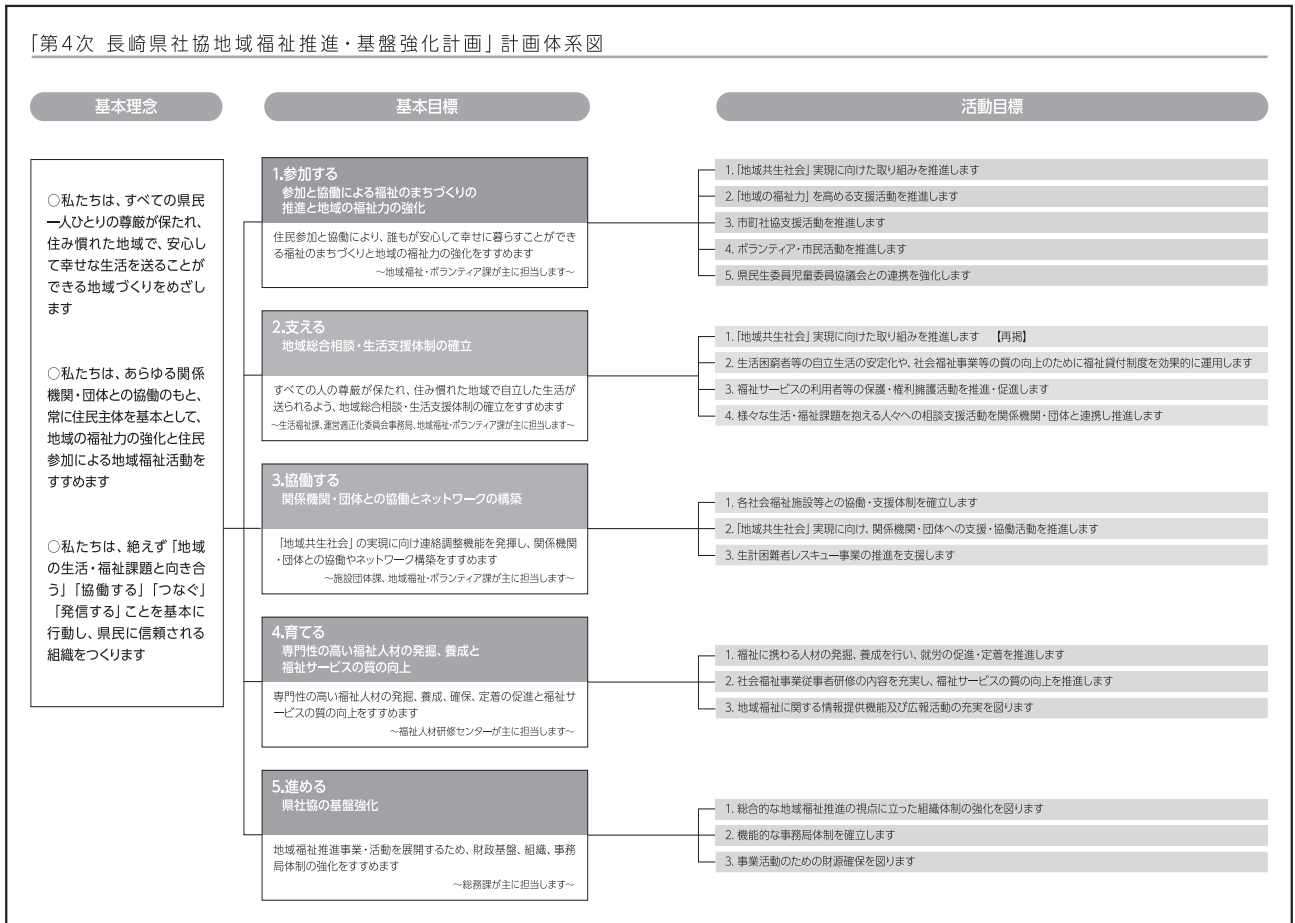 「第4次 長崎県社協地域福祉推進・基盤強化計画」計画体系図
基本理念
基本目標
活動目標
○私たちは、すべての県民
一人ひとりの尊厳が保たれ、
住み慣れた地域で、安心し
て幸せな生活を送ることが
できる地域づくりをめざし
ます
○私たちは、あらゆる関係
機関・団体との協働のもと、
常に住民主体を基本として、
地域の福祉力の強化と住民
参加による地域福祉活動を
すすめます
○私たちは、絶えず「地域
の生活・福祉課題と向き合
う」「協働する」「つなぐ」
「発信する」ことを基本に
行動し、県民に信頼される
組織をつくります
1.参加する
参加と協働による福祉のまちづくりの
推進と地域の福祉力の強化
住民参加と協働により、誰もが安心して幸せに暮らすことができ
る福祉のまちづくりと地域の福祉力の強化をすすめます
～地域福祉・ボランティア課が主に担当します～
1. 「地域共生社会」実現に向けた取り組みを推進します
2. 「地域の福祉力」を高める支援活動を推進します
3. 市町社協支援活動を推進します
4. ボランティア・市民活動を推進します
5. 県民生委員児童委員協議会との連携を強化します
2.支える
地域総合相談・生活支援体制の確立
すべての人の尊厳が保たれ、住み慣れた地域で自立した生活が
送られるよう、地域総合相談・生活支援体制の確立をすすめます
～生活福祉課、運営適正化委員会事務局、地域福祉・ボランティア課が主に担当します～
1. 「地域共生社会」実現に向けた取り組みを推進します 【再掲】
2. 生活困窮者等の自立生活の安定化や、社会福祉事業等の質の向上のために福祉貸付制度を効果的に運用します
3. 福祉サービスの利用者等の保護・権利擁護活動を推進・促進します
4. 様々な生活・福祉課題を抱える人々への相談支援活動を関係機関・団体と連携し推進します
3.協働する
関係機関・団体との協働とネットワークの構築
「地域共生社会」の実現に向け連絡調整機能を発揮し、関係機関
・団体との協働やネットワーク構築をすすめます
～施設団体課、地域福祉・ボランティア課が主に担当します～
1. 各社会福祉施設等との協働・支援体制を確立します
2. 「地域共生社会」実現に向け、関係機関・団体への支援・協働活動を推進します
3. 生計困難者レスキュー事業の推進を支援します
4.育てる
専門性の高い福祉人材の発掘、養成と
福祉サービスの質の向上
専門性の高い福祉人材の発掘、養成、確保、定着の促進と福祉サ
ービスの質の向上をすすめます
～福祉人材研修センターが主に担当します～
1. 福祉に携わる人材の発掘、養成を行い、就労の促進・定着を推進します
2. 社会福祉事業従事者研修の内容を充実し、福祉サービスの質の向上を推進します
3. 地域福祉に関する情報提供機能及び広報活動の充実を図ります
5.進める
県社協の基盤強化
地域福祉推進事業・活動を展開するため、財政基盤、組織、事務
局体制の強化をすすめます
～総務課が主に担当します～
1. 総合的な地域福祉推進の視点に立った組織体制の強化を図ります
2. 機能的な事務局体制を確立します
3. 事業活動のための財源確保を図ります